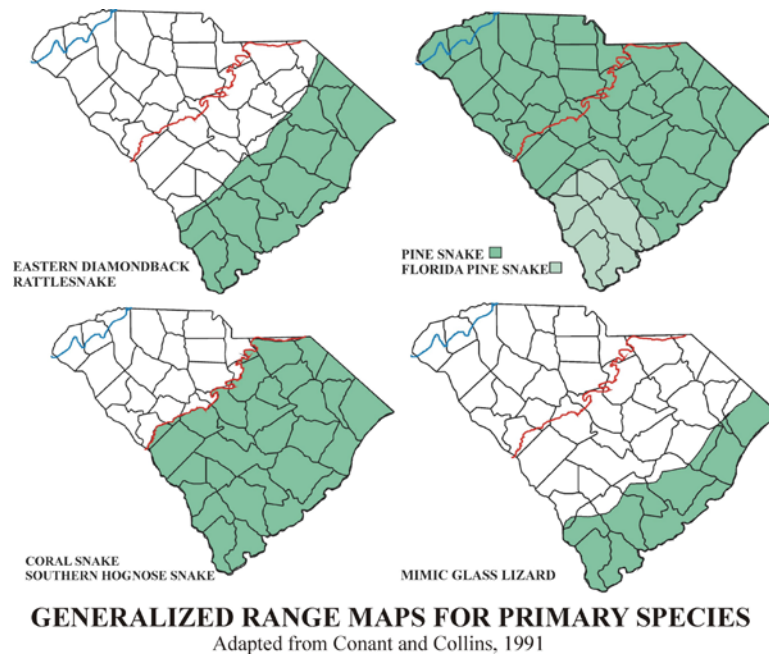 EASTERN DIAMONDBACK
RATTLESNAKE
PINE SNAKE
FLORIDA PINE SNAKE
CORAL SNAKE
SOUTHERN HOGNOSE SNAKE
MIMIC GLASS LIZARD
GENERALIZED RANGE MAPS FOR PRIMARY SPECIES
Adapted from Conant and Collins, 1991